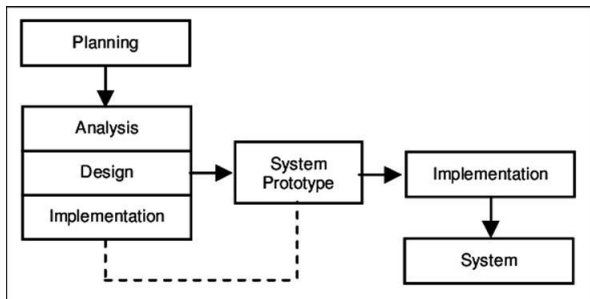 Planning
Analysis
Design
Implementation
System
Prototype
Implementation
System